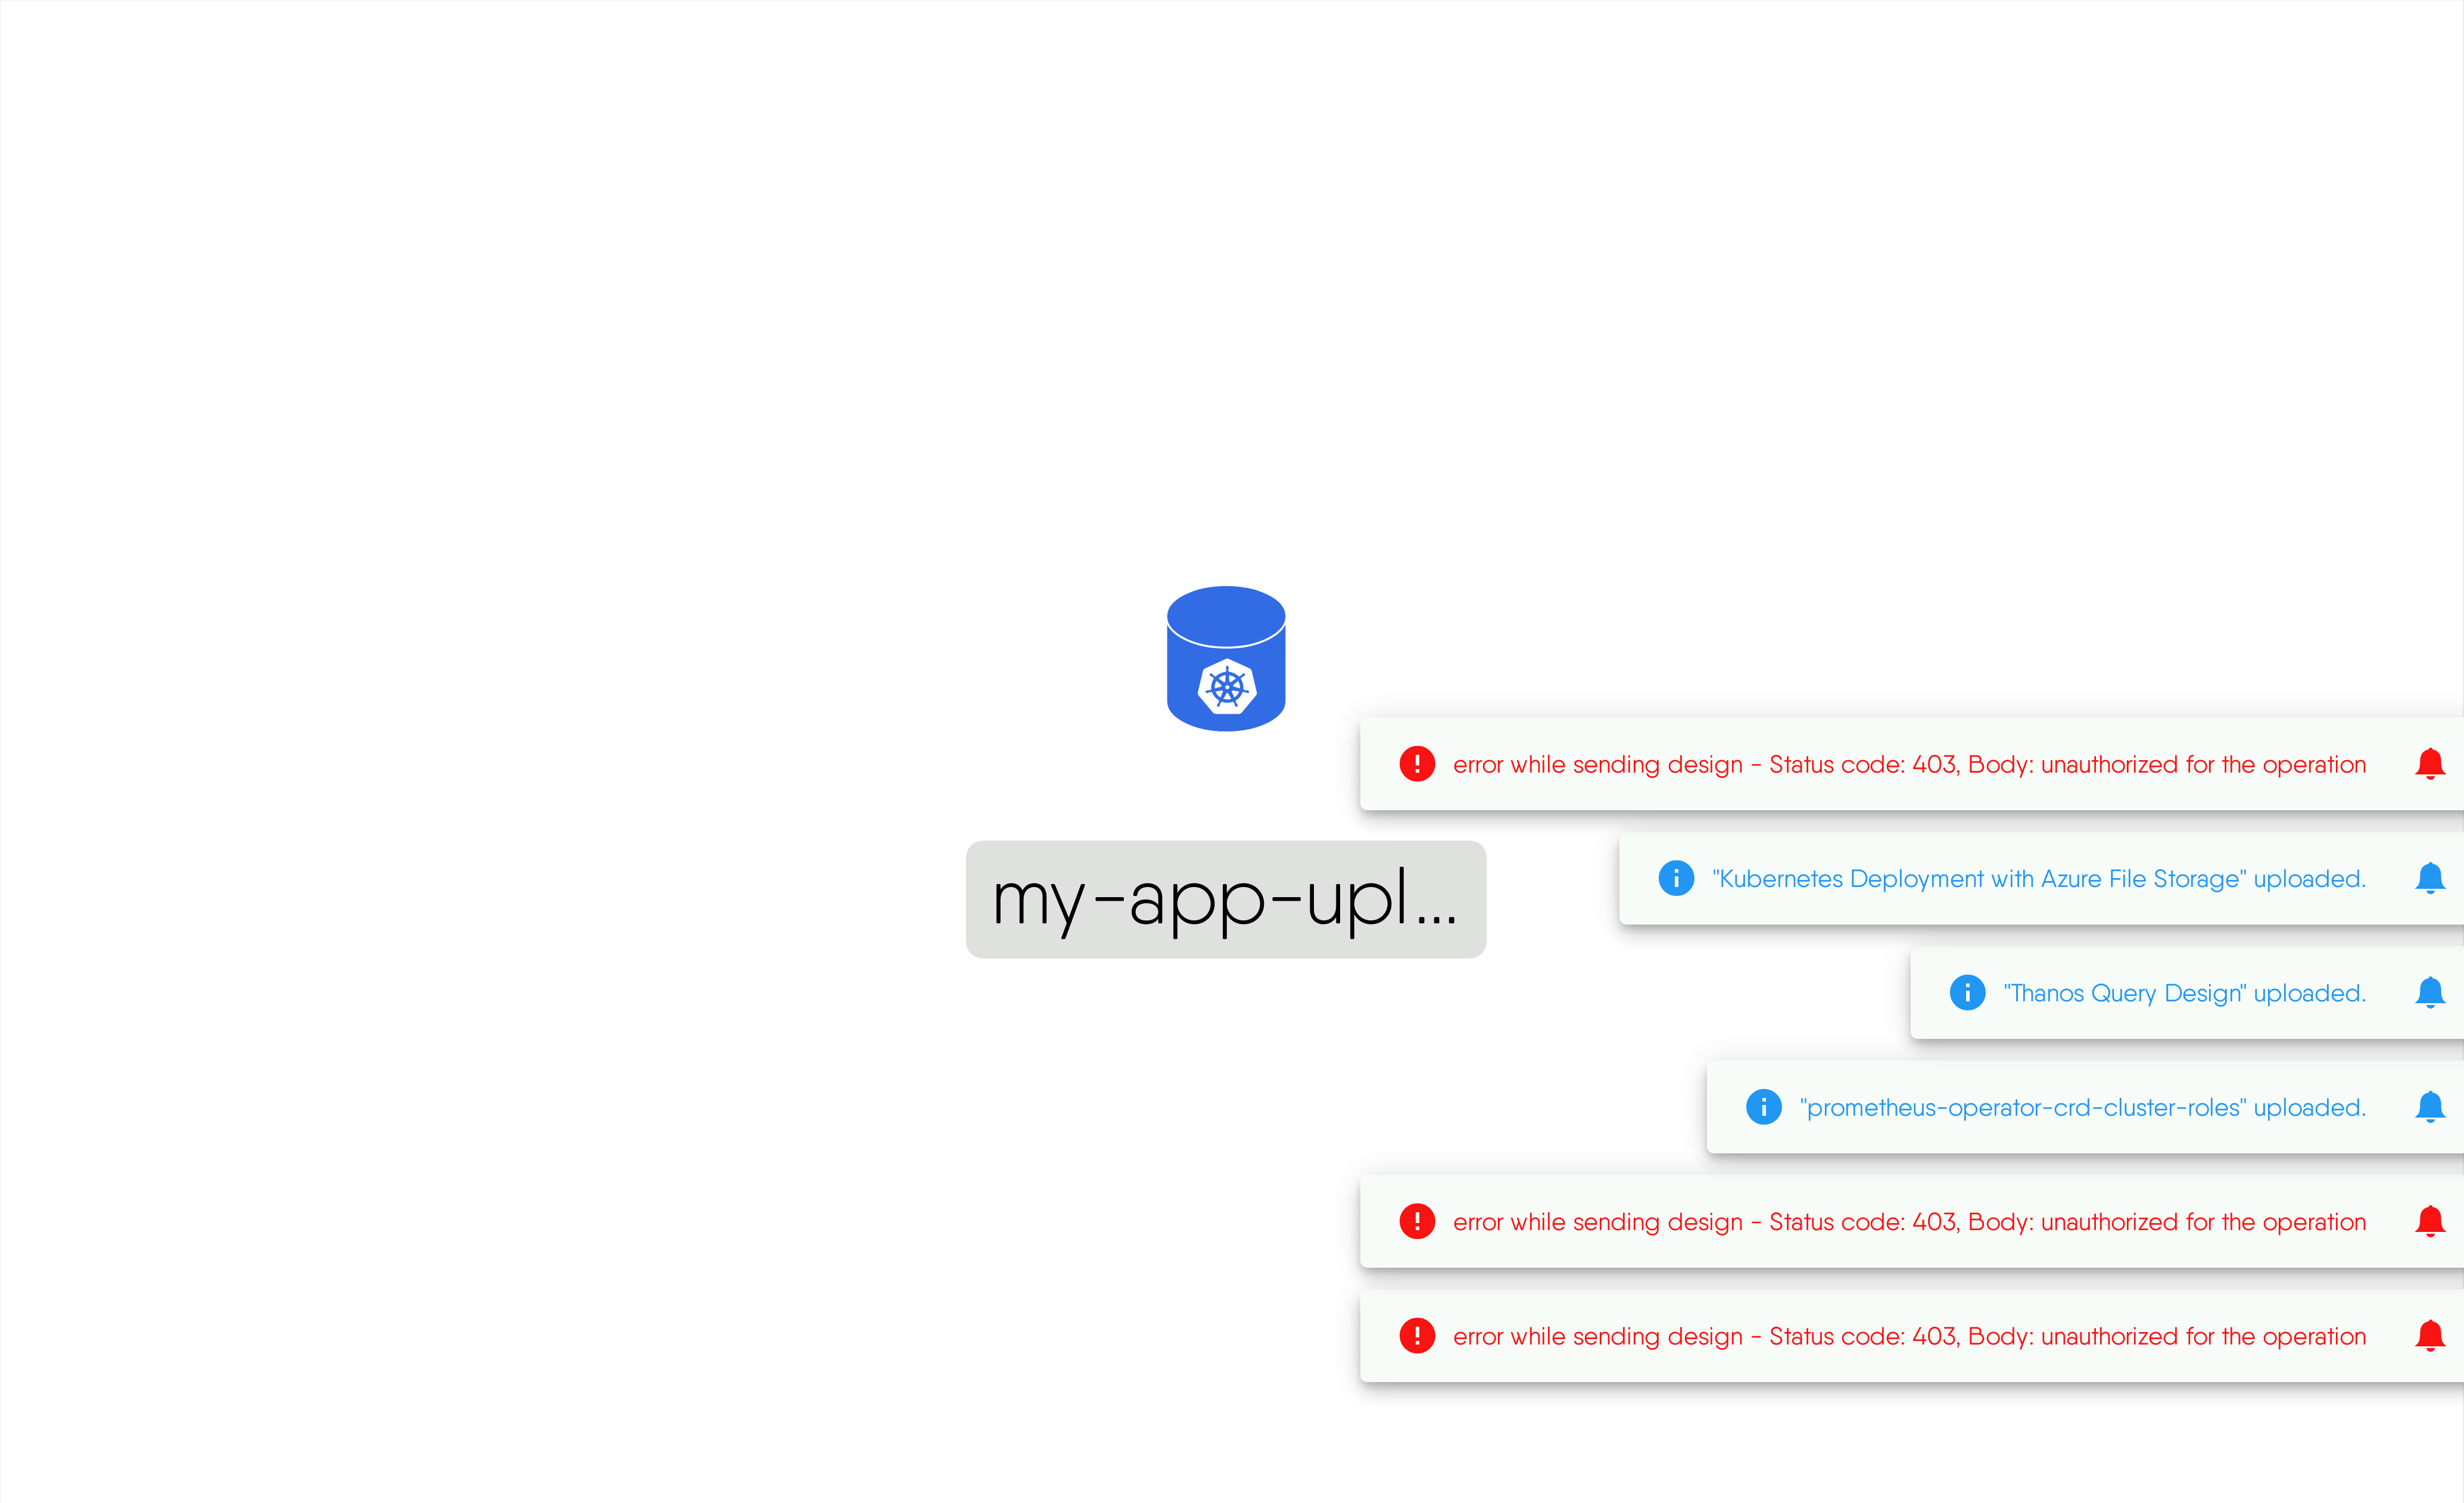 error while sending design - Status code: 403, Body: unauthorized for the operation
my-app-upl...
"Kubernetes Deployment with Azure File Storage" uploaded.
"Thanos Query Design" uploaded.
"prometheus-operator-crd-cluster-roles" uploaded.
error while sending design - Status code: 403, Body: unauthorized for the operation
error while sending design - Status code: 403, Body: unauthorized for the operation